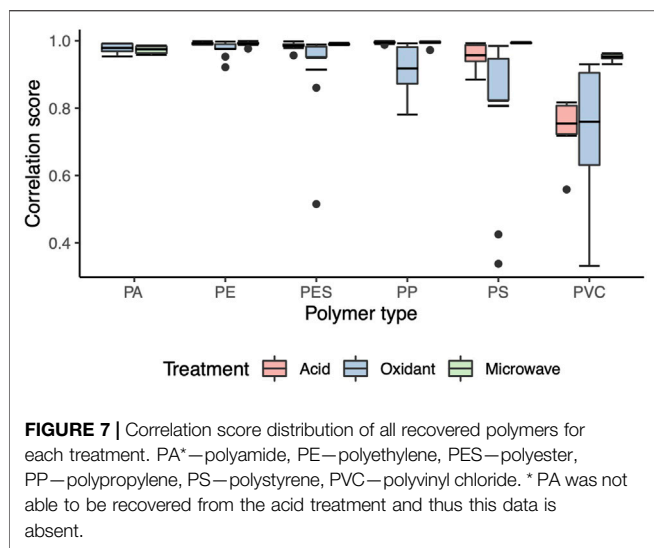 1.0
0.8
0.6
0.4
Correlation score
PA PE PES PP PS PVC
Polymer type
Treatment Acid Oxidant Microwave
FIGURE 7 | Correlation score distribution of all recovered polymers for
each treatment. PA*—polyamide, PE—polyethylene, PES—polyester,
PP—polypropylene, PS—polystyrene, PVC—polyvinyl chloride. * PA was not
able to be recovered from the acid treatment and thus this data is
absent.